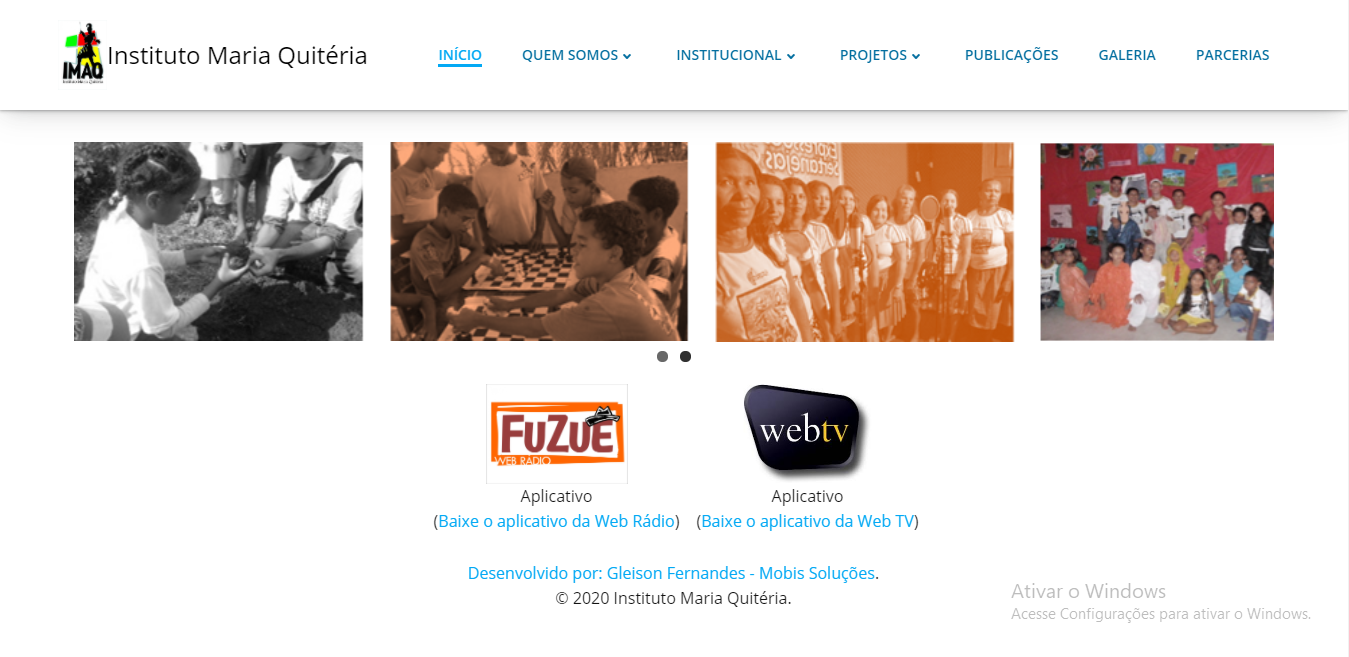 IMAQ
Instituto Maria Quitéria
INÍCIO QUEM SOMOS INSTITUCIONAL PROJETOS PUBLICAÇÕES GALERIA PARCERIAS
FUZUÊ
WEB RÁDIO
webtv
Aplicativo Aplicativo
(Baixe o aplicativo da Web Rádio) (Baixe o aplicativo da Web TV)
Desenvolvido por: Gleison Fernandes - Mobis Soluções.
© 2020 Instituto Maria Quitéria.
Ativar o Windows
Acesse Configurações para ativar o Windows.